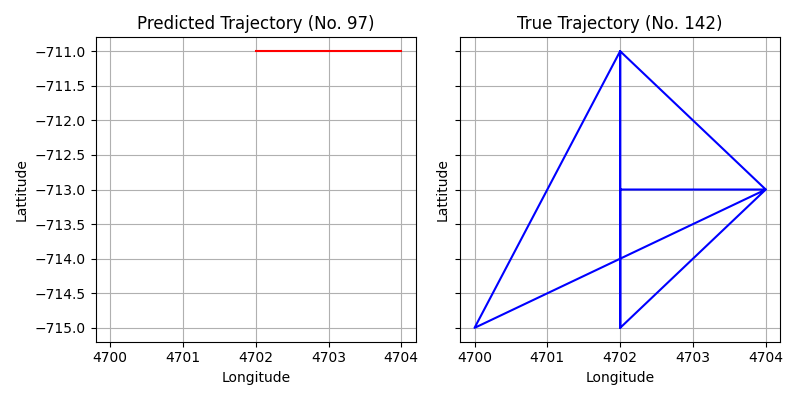 Predicted Trajectory (No. 97)
True Trajectory (No. 142)
−711.0
−711.5
−712.0
−712.5
−713.0
−713.5
−714.0
−714.5
−715.0
Lattitude
Lattitude
4700 4701 4702 4703 4704
4700 4701 4702 4703 4704
Longitude
Longitude